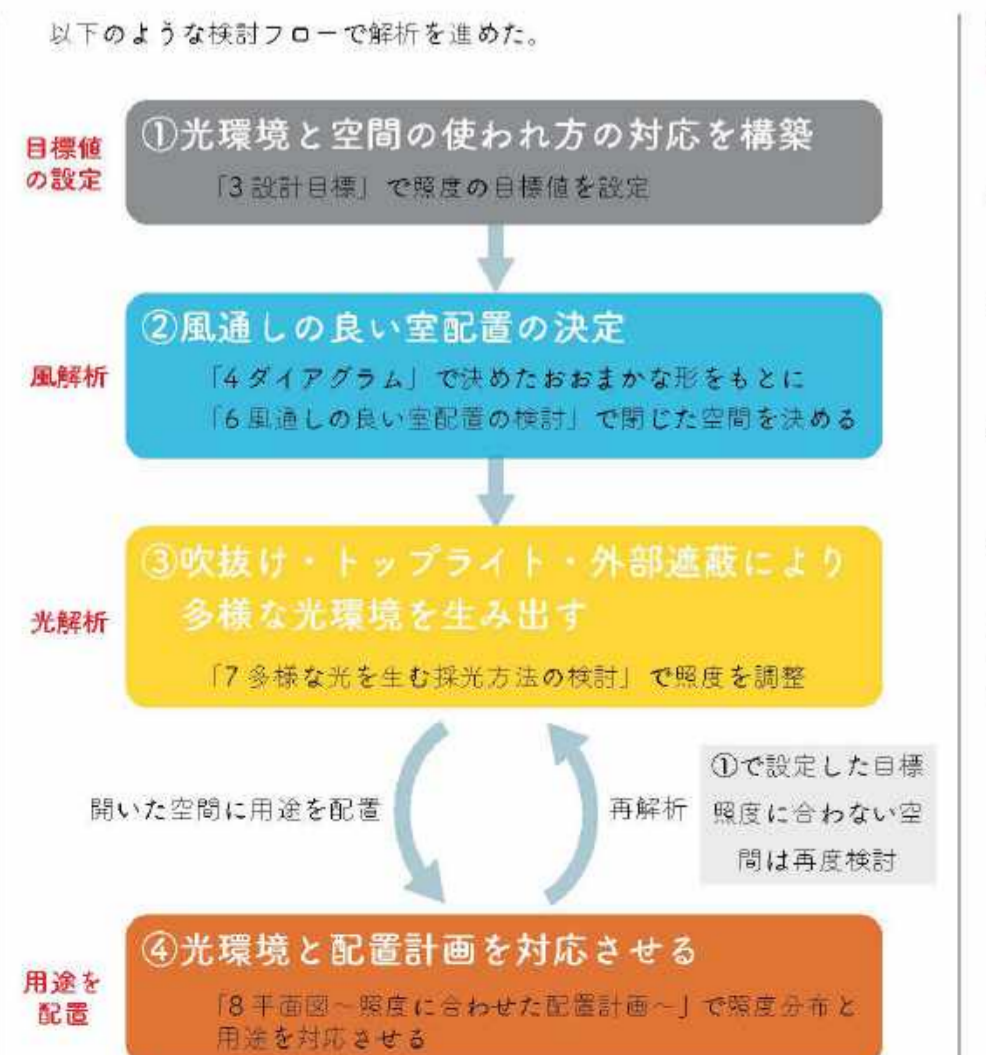 以下のような検討フローで解析を進めた。
目標値
の設定
①光環境と空間の使われ方の対応を構築
「3 設計目標」で照度の目標値を設定
風解析
②風通しの良い室配置の決定
「4 ダイアグラム」で決めたおおまかな形をもとに
「6 風通しの良い室配置の検討」で閉じた空間を決める
光解析
③吹抜け・トップライト・外部遮蔽により
多様な光環境を生み出す
「7 多様な光を生む採光方法の検討」で照度を調整
開いた空間に用途を配置
再解析
①で設定した目標
照度に合わない空
間は再度検討
用途を
配置
④光環境と配置計画を対応させる
「8 平面図~照度に合わせた配置計画~」で照度分布と
用途を対応させる